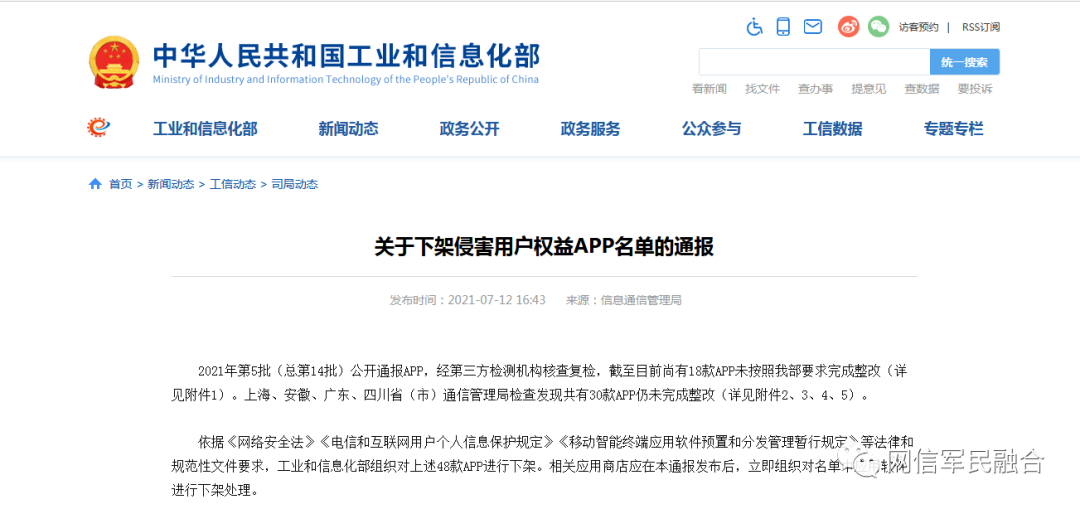 访客预约 | RSS订阅
中华人民共和国工业和信息化部
Ministry of Industry and Information Technology of the People's Republic of China
统一搜索
看新闻 找文件 查办事 提意见 查数据 要投诉
工业和信息化部 新闻动态 政务公开 政务服务 公众参与 工信数据 专题专栏
首页 > 新闻动态 > 工信动态 > 司局动态
关于下架侵害用户权益APP名单的通报
发布时间：2021-07-12 16:43 来源：信息通信管理局
2021年第5批（总第14批）公开通报APP，经第三方检测机构核查复检，截至目前尚有18款APP未按照我部要求完成整改（详
见附件1）。上海、安徽、广东、四川省（市）通信管理局检查发现共有30款APP仍未完成整改（详见附件2、3、4、5）。
依据《网络安全法》《电信和互联网用户个人信息保护规定》《移动智能终端应用软件预置和分发管理暂行规定》等法律和
规范性文件要求，工业和信息化部组织对上述48款APP进行下架。相关应用商店应在本通报发布后，立即组织对名单中应用软件
进行下架处理。
网信军民融合